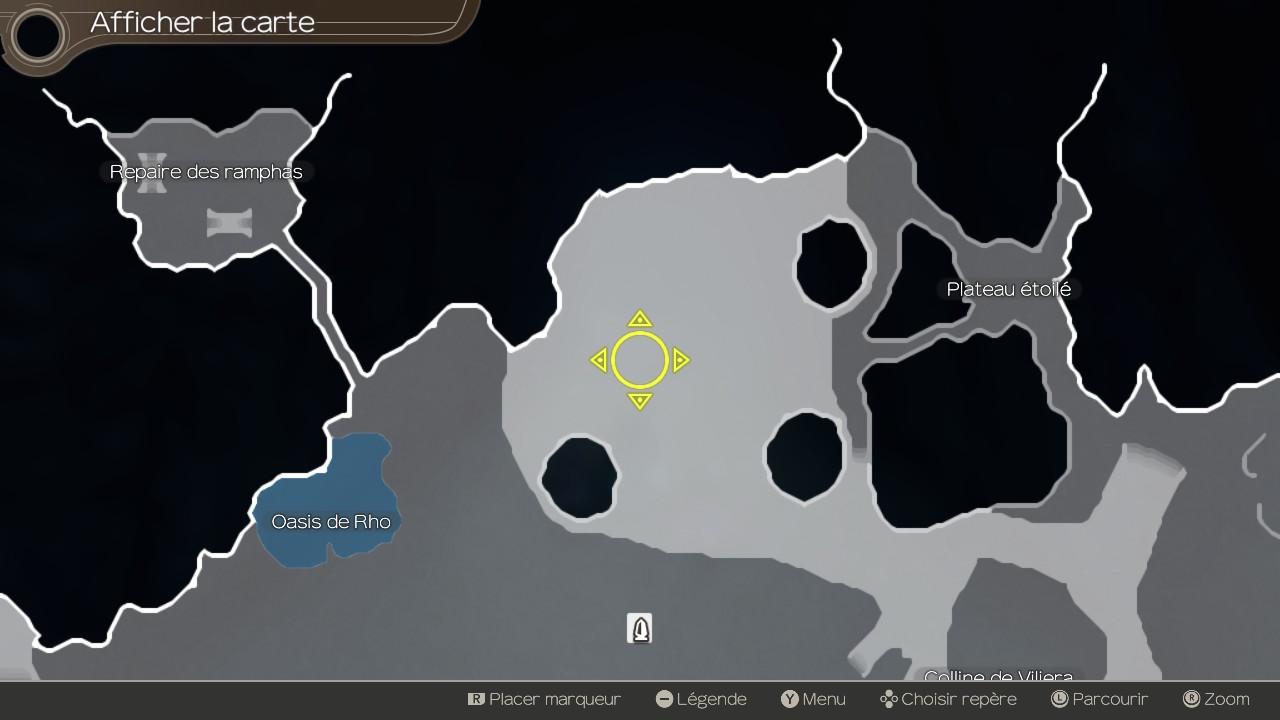 Afficher la carte
Repaire des ramphas
Plateau étoilé
Oasis de Rho
Colline de Viliera
R Placer marqueur
Légende
Y Menu
Choisir repère
L Parcourir
R Zoom